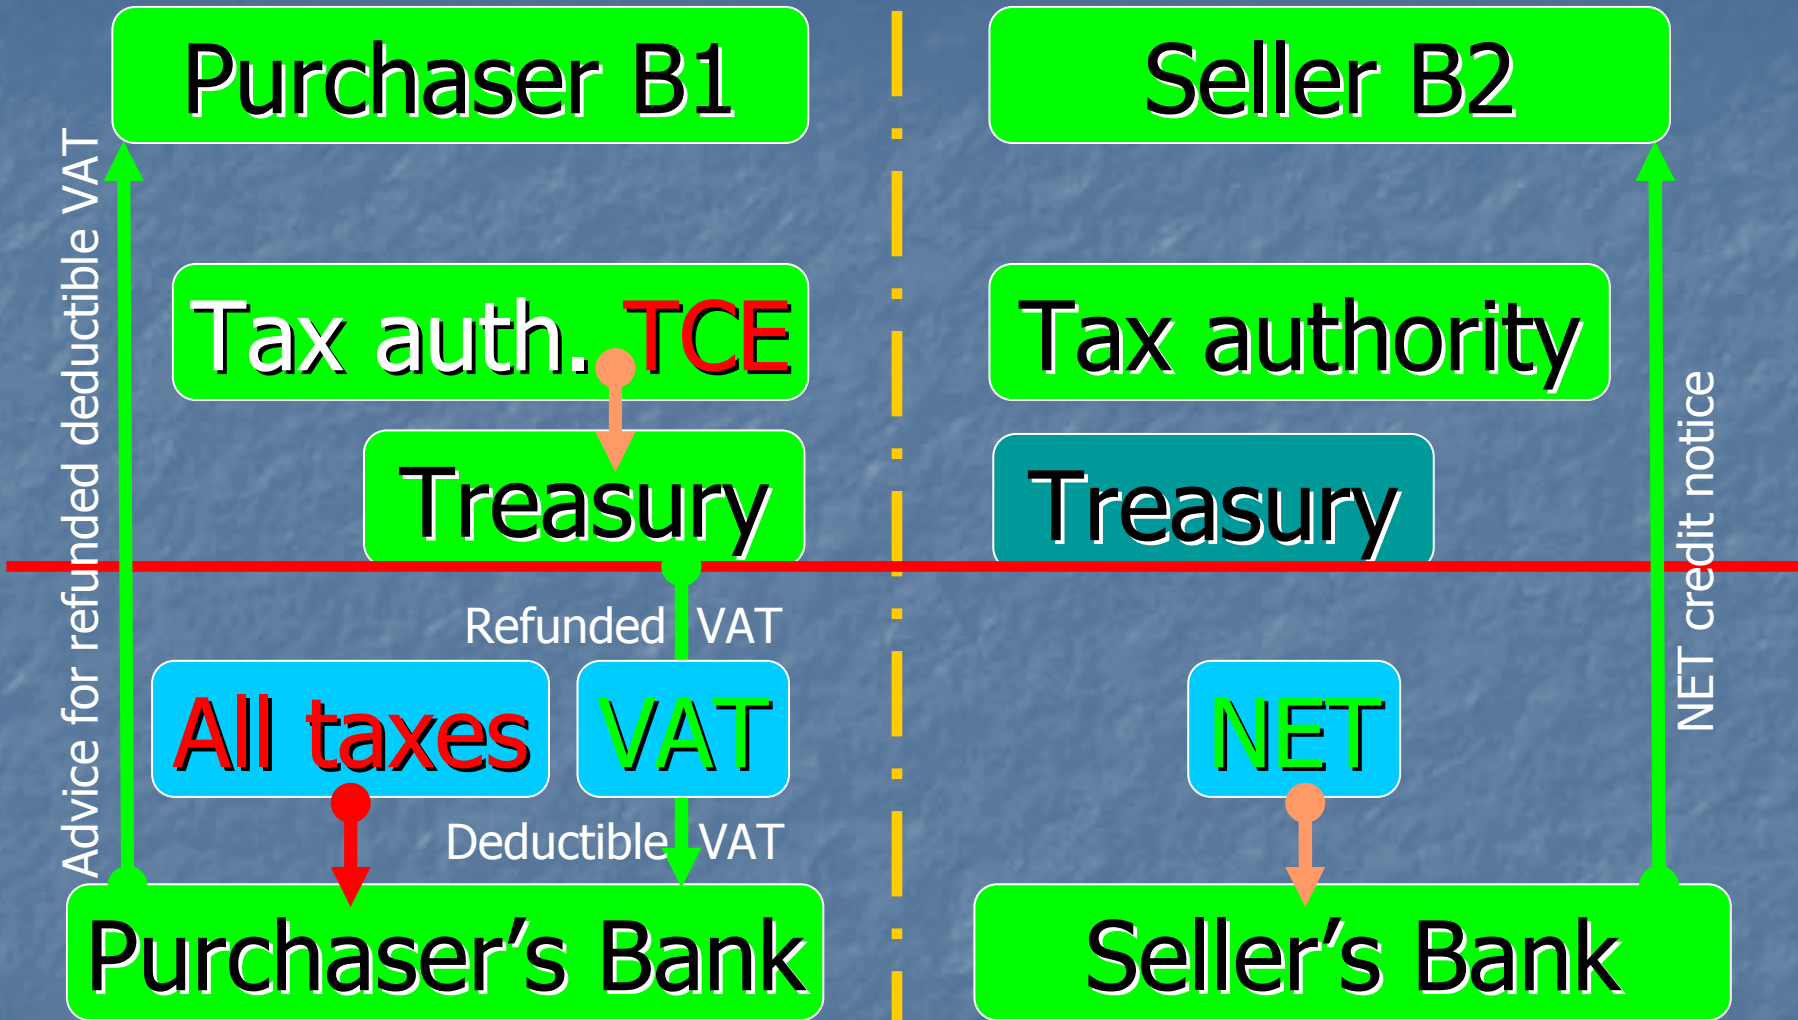 Purchaser B1
Seller B2
Advice for refunded deductible VAT
Tax auth. TCE
Tax authority
NET credit notice
Treasury
Treasury
Refunded VAT
All taxes
VAT
NET
Deductible VAT
Purchaser’s Bank
Seller’s Bank